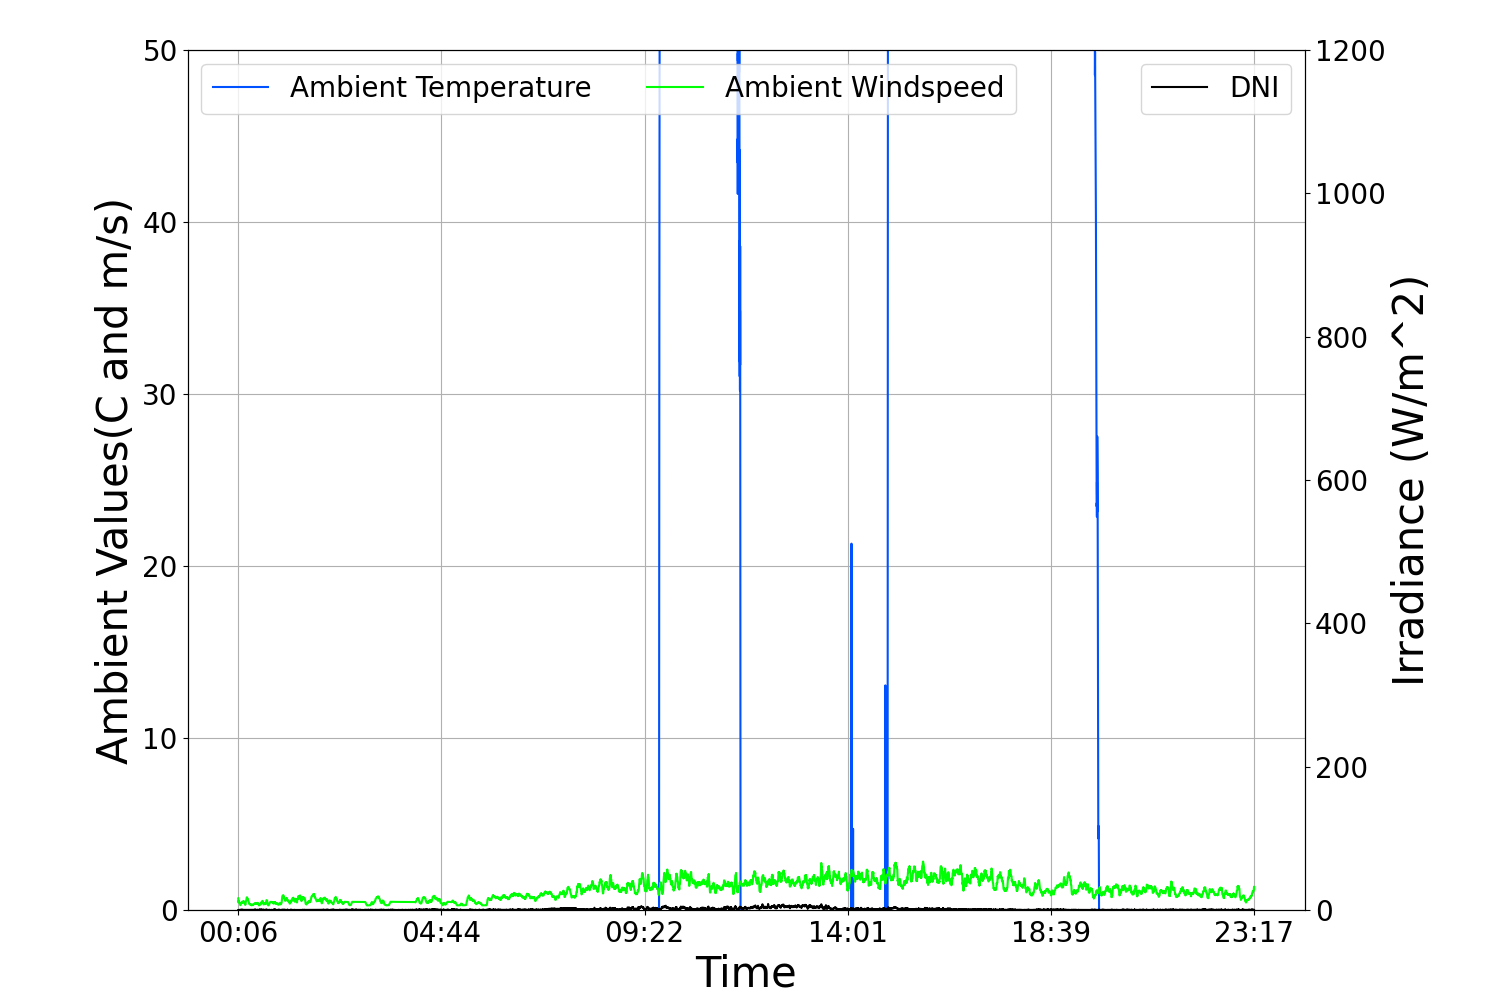 Ambient Temperature
Ambient Windspeed
DNI
Ambient Values(C and m/s)
50
40
30
20
10
0
Irradiance (W/m^2)
1200
1000
800
600
400
200
0
00:06 04:44 09:22 14:01 18:39 23:17
Time